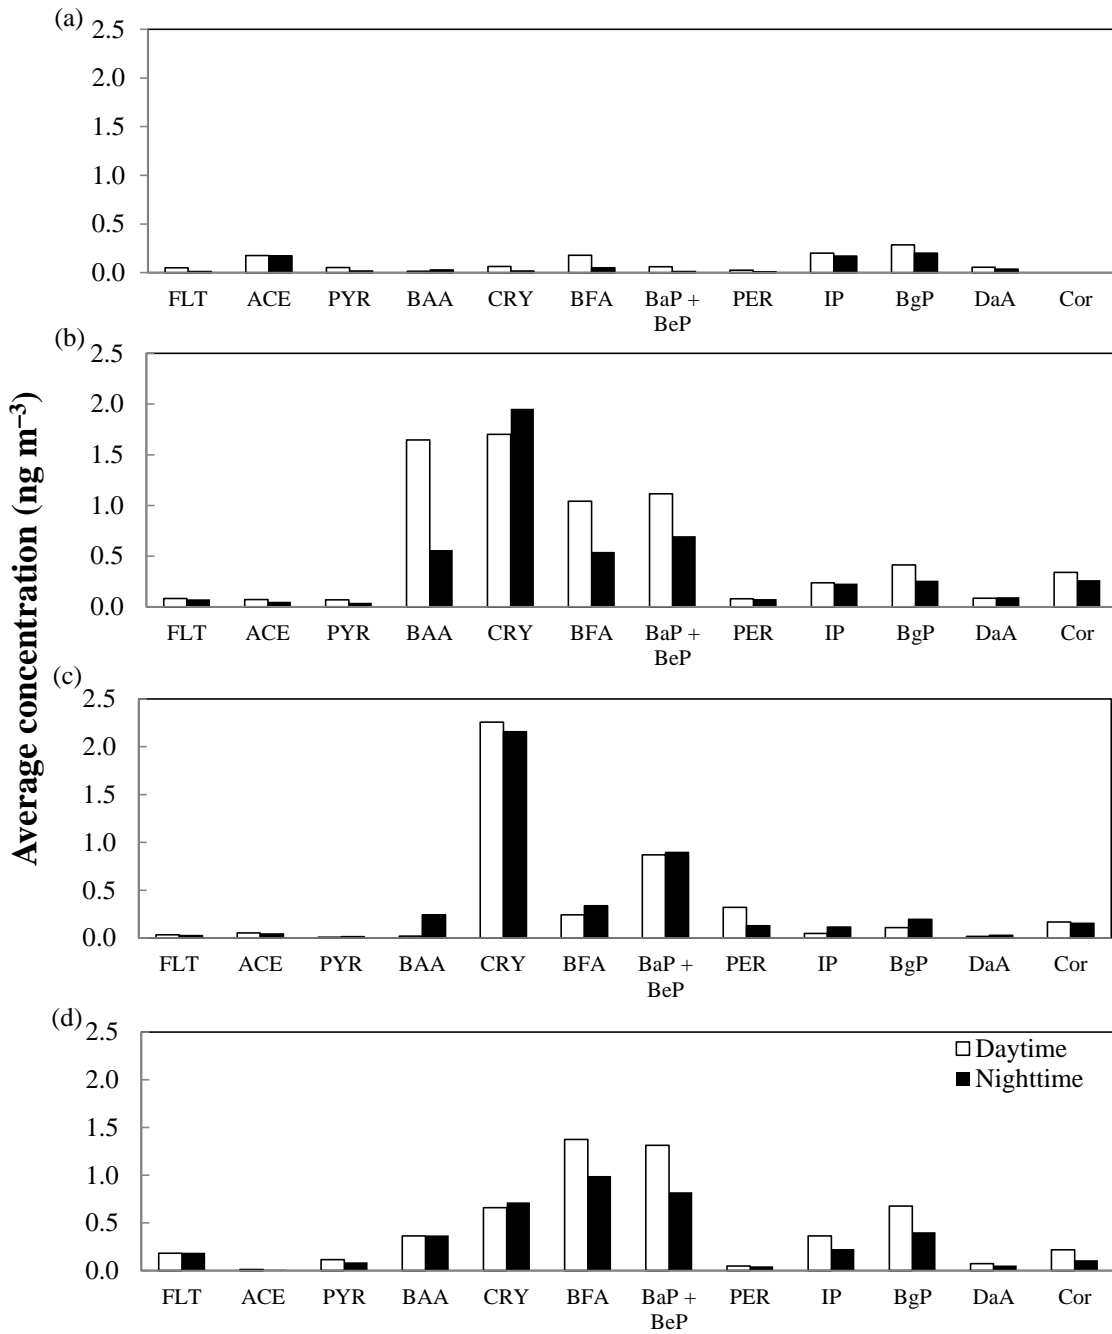 (a)
2.5
2.0
1.5
1.0
0.5
0.0
FLT ACE PYR BAA CRY BFA BaP + BeP PER IP BgP DaA Cor
(b)
2.5
2.0
1.5
1.0
0.5
0.0
FLT ACE PYR BAA CRY BFA BaP + BeP PER IP BgP DaA Cor
Average concentration (ng m⁻³)
(c)
2.5
2.0
1.5
1.0
0.5
0.0
FLT ACE PYR BAA CRY BFA BaP + BeP PER IP BgP DaA Cor
(d)
2.5
2.0
1.5
1.0
0.5
0.0
Daytime
Nighttime
FLT ACE PYR BAA CRY BFA BaP + BeP PER IP BgP DaA Cor